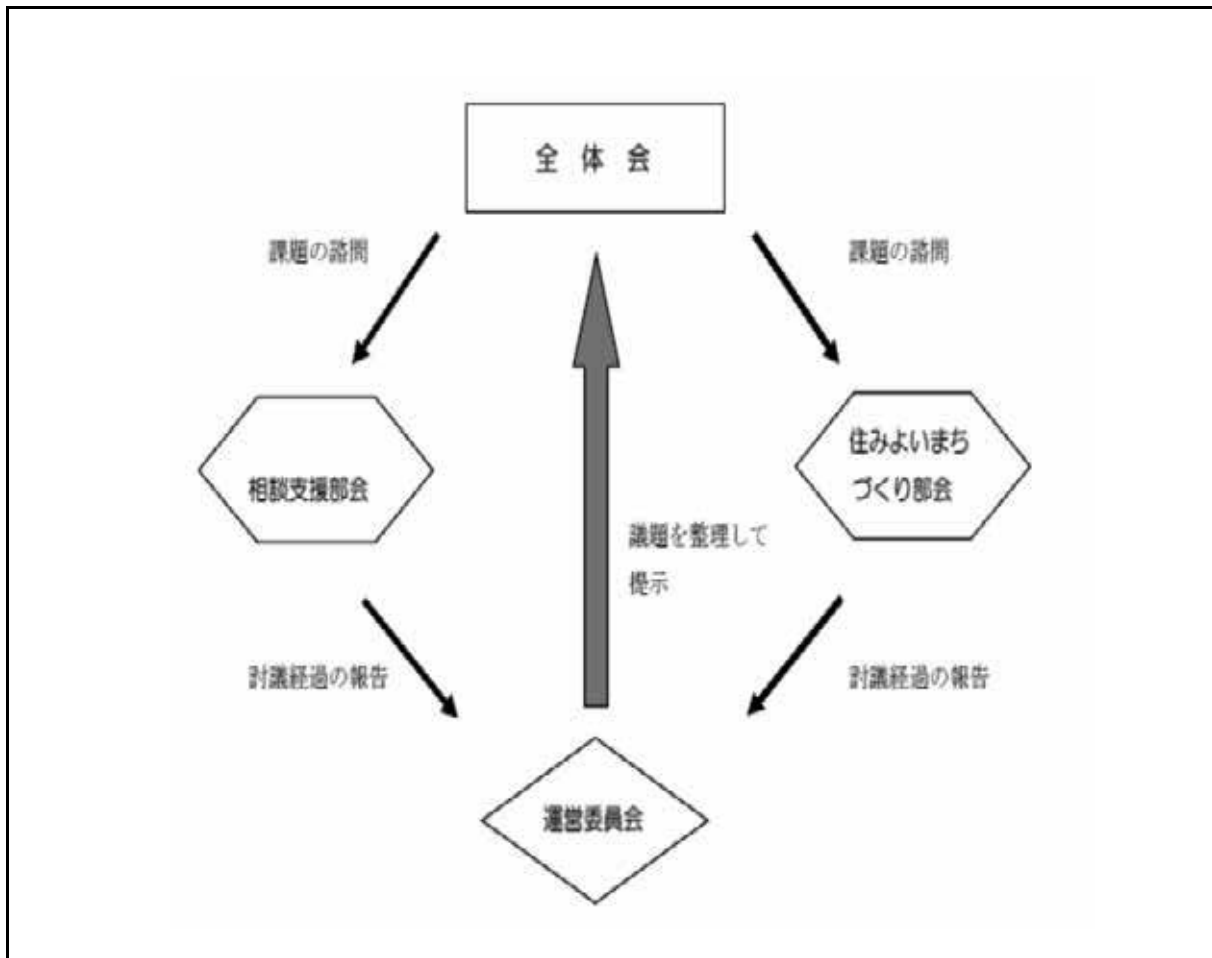 全 体 会
課題の諮問
課題の諮問
相談支援部会
住みよいまち
づくり部会
議題を整理して
提示
討議経過の報告
討議経過の報告
運営委員会